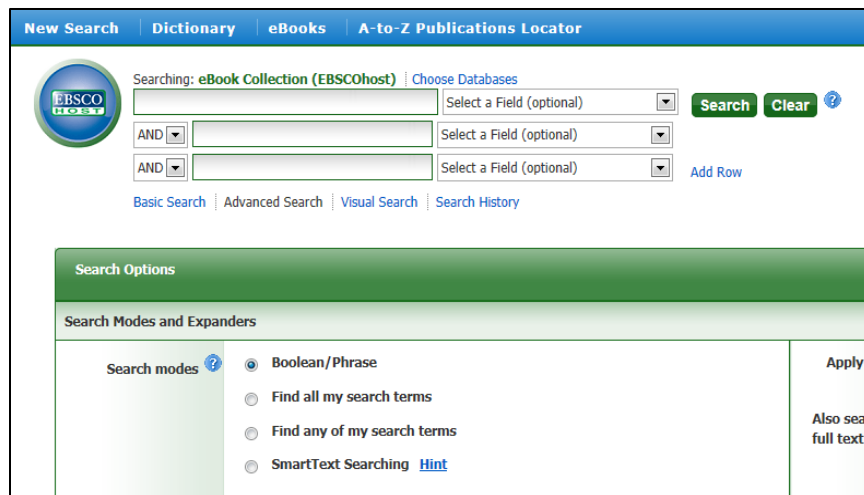 New Search Dictionary eBooks A-to-Z Publications Locator
Searching: eBook Collection (EBSCOhost) Choose Databases
EBSCO
HOST
Select a Field (optional) Search Clear ?
AND Select a Field (optional)
AND Select a Field (optional) Add Row
Basic Search Advanced Search Visual Search Search History
Search Options
Search Modes and Expanders
Search modes ? Boolean/Phrase Apply
Find all my search terms
Also sea
Find any of my search terms
full text
SmartText Searching Hint